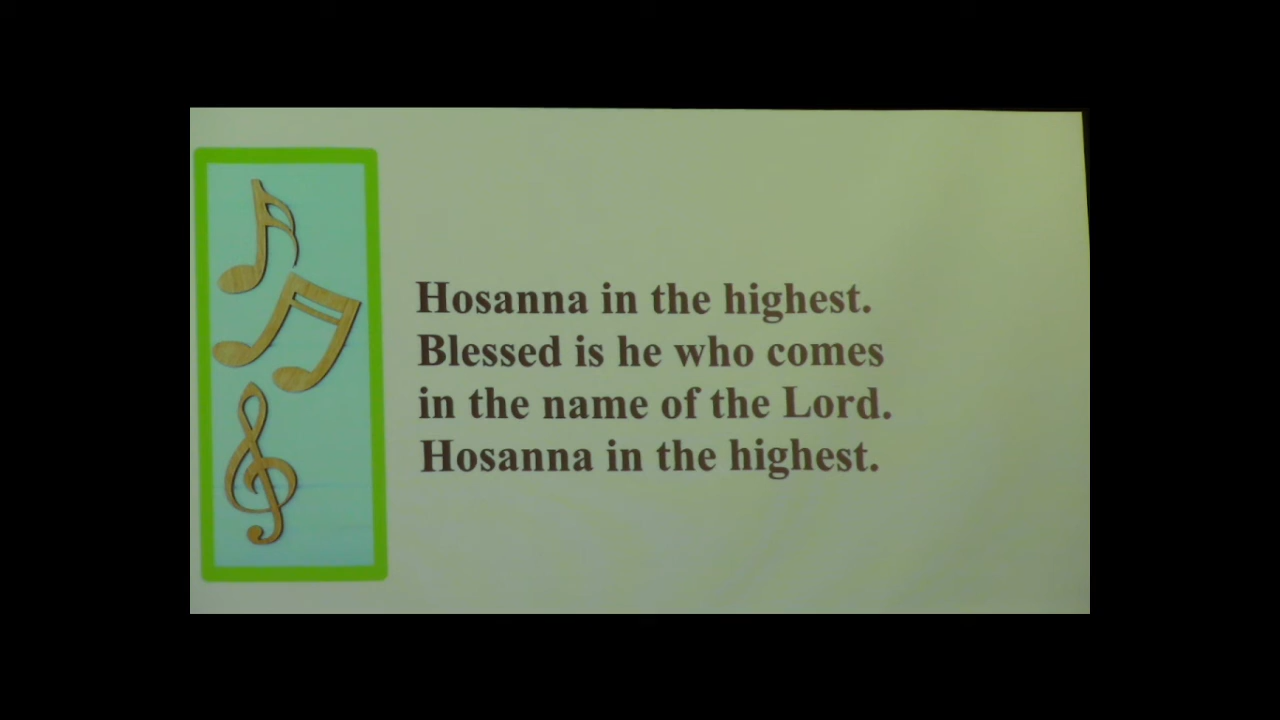 Hosanna in the highest.
Blessed is he who comes
in the name of the Lord.
Hosanna in the highest.